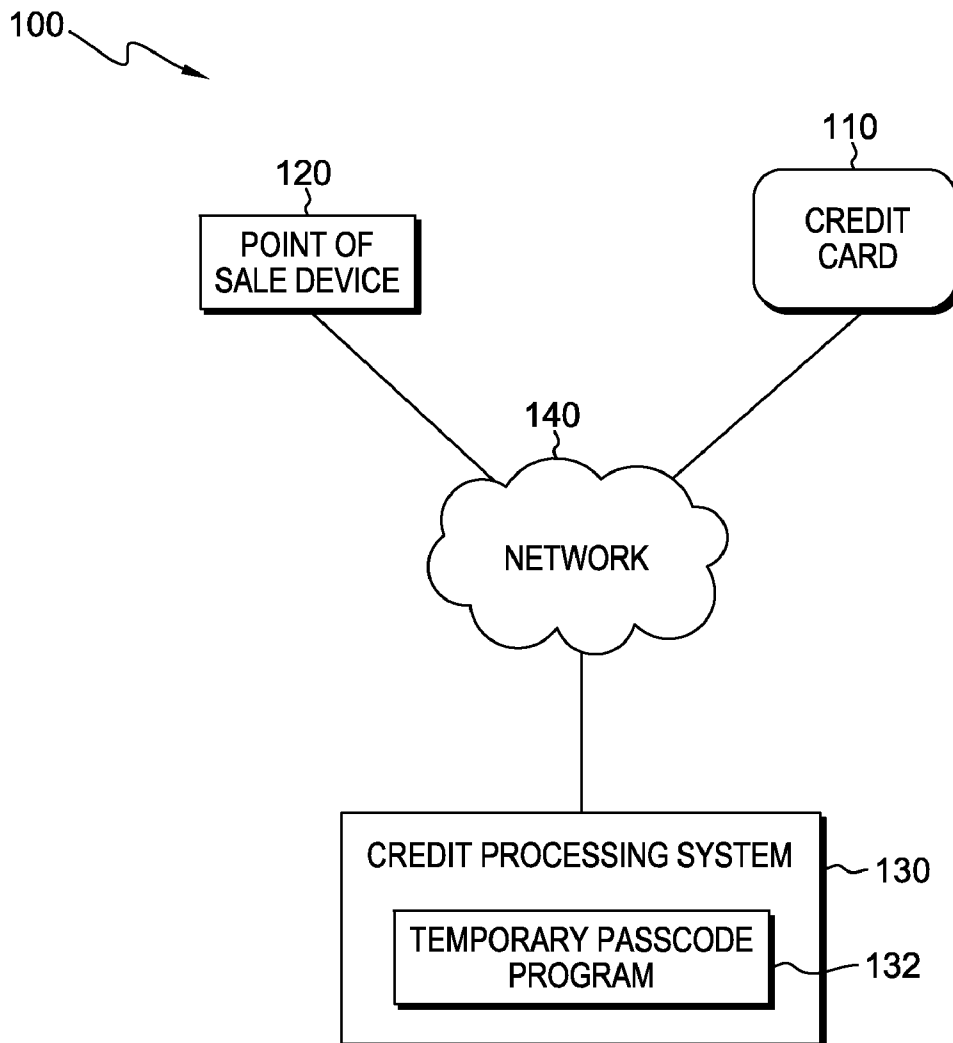 100
110
CREDIT
CARD
120
POINT OF
SALE DEVICE
140
NETWORK
CREDIT PROCESSING SYSTEM
130
TEMPORARY PASSCODE
PROGRAM
132